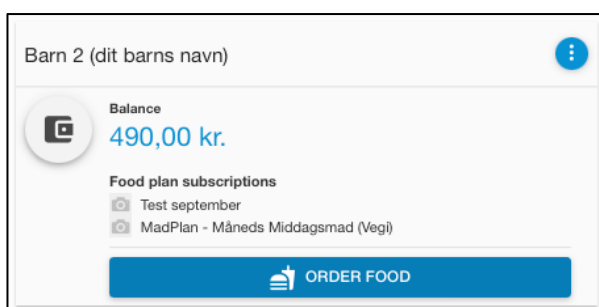 Barn 2 (dit barns navn)
Balance
490,00 kr.
Food plan subscriptions
Test september
MadPlan - Måneds Middagsmad (Vegi)
ORDER FOOD